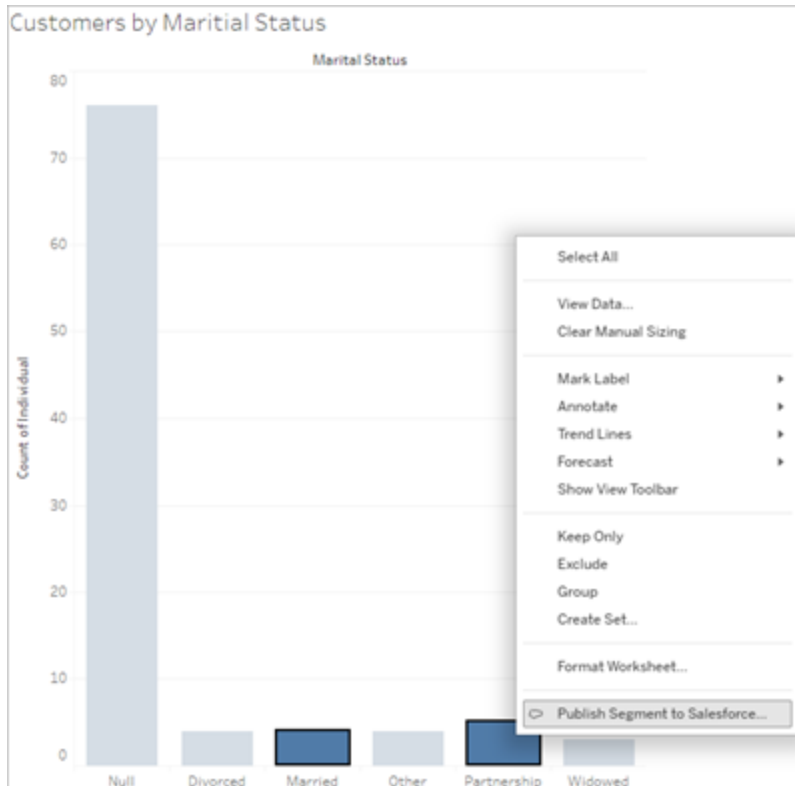 Customers by Maritial Status
Marital Status
80
70
60
50
40
30
20
10
0
Count of Individual
Null Divorced Married Other Partnership Widowed
Select All
View Data...
Clear Manual Sizing
Mark Label
Annotate
Trend Lines
Forecast
Show View Toolbar
Keep Only
Exclude
Group
Create Set...
Format Worksheet...
Publish Segment to Salesforce...